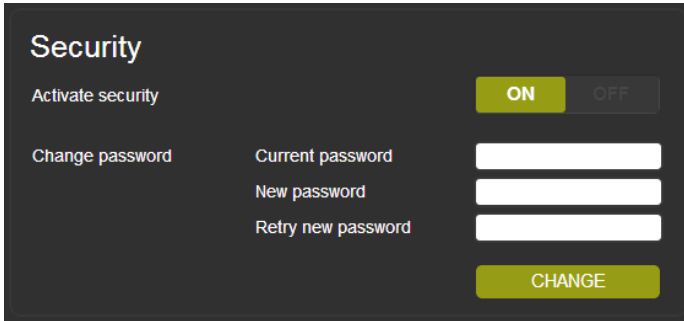 Security
Activate security ON OFF
Change password Current password
New password
Retry new password
CHANGE